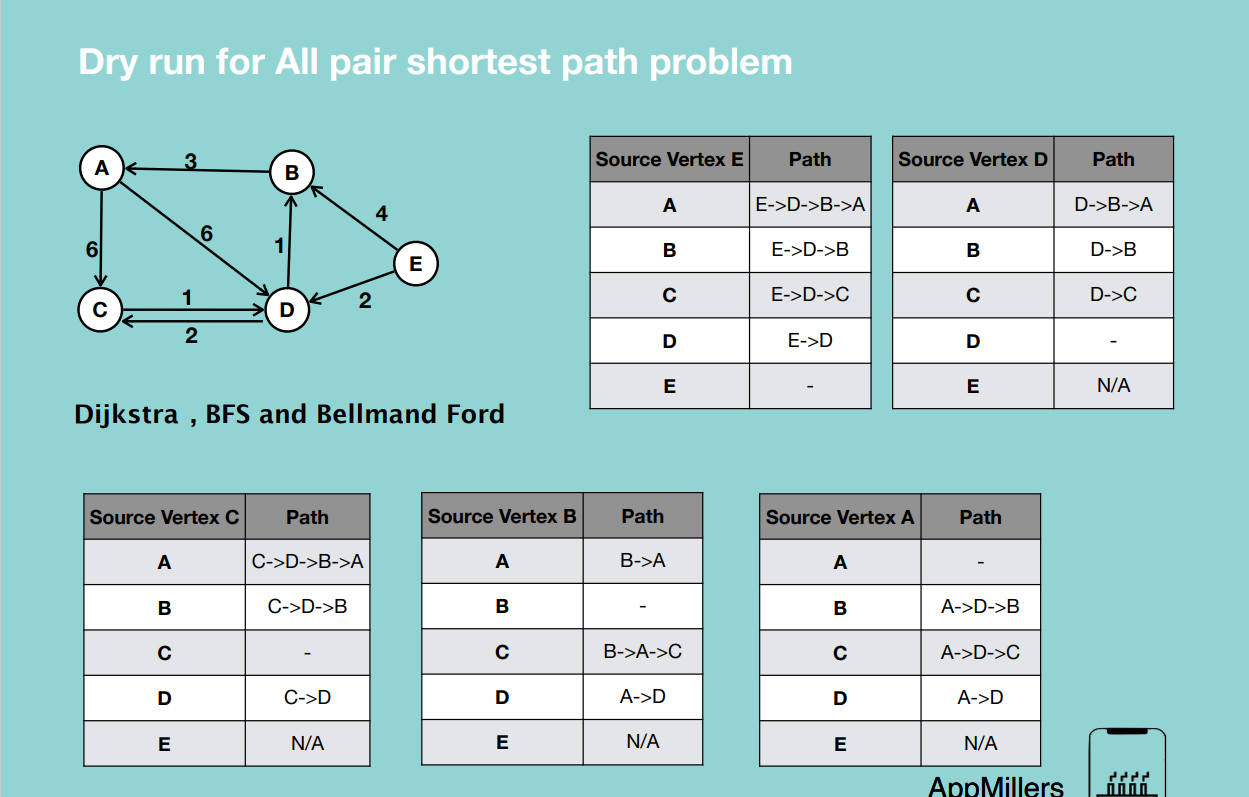 Dry run for All pair shortest path problem
A
3
B
4
6
6
1
E
C
1
D
2
2
Dijkstra , BFS and Bellmand Ford
Source Vertex E Path
A E->D->B->A
B E->D->B
C E->D->C
D E->D
E -
Source Vertex D Path
A D->B->A
B D->B
C D->C
D -
E N/A
Source Vertex C Path
A C->D->B->A
B C->D->B
C -
D C->D
E N/A
Source Vertex B Path
A B->A
B -
C B->A->C
D A->D
E N/A
Source Vertex A Path
A -
B A->D->B
C A->D->C
D A->D
E N/A
AppMillers